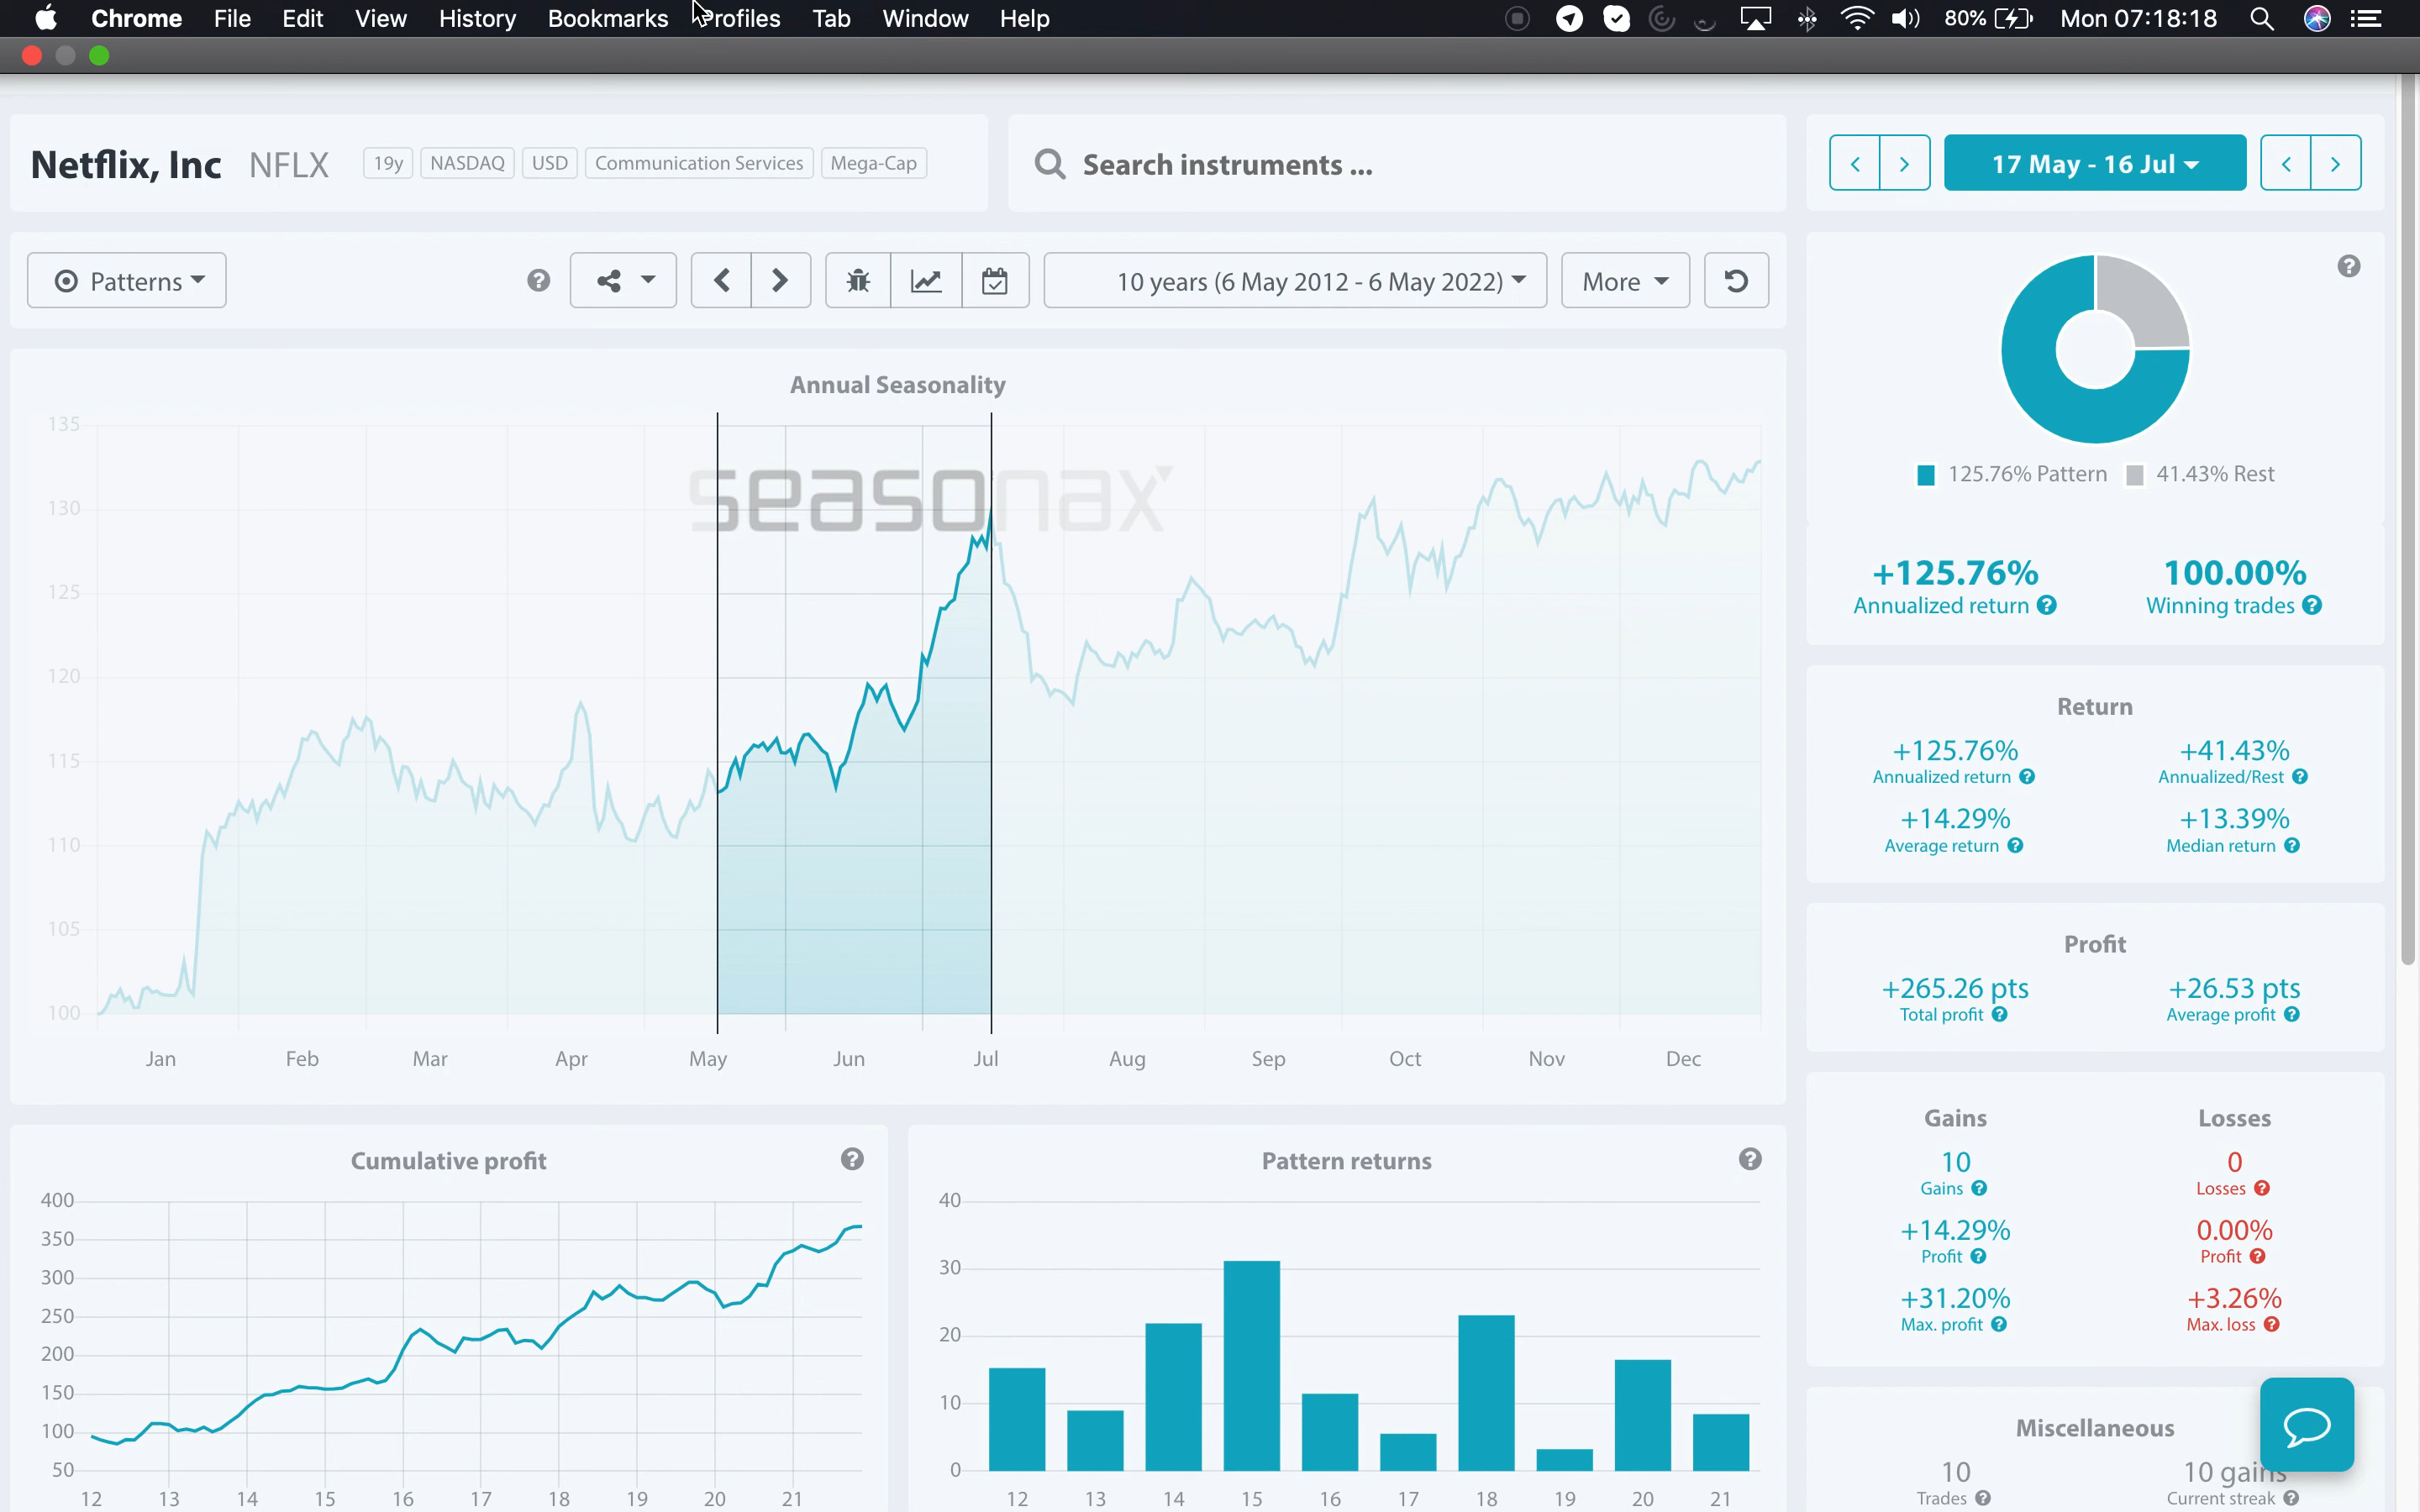 Chrome File Edit View History Bookmarks Profiles Tab Window Help 80% Mon 07:18:18
Netflix, Inc NFLX 19y NASDAQ USD Communication Services Mega-Cap
Search instruments ...
17 May - 16 Jul
Patterns
10 years (6 May 2012 - 6 May 2022)
More
Annual Seasonality
seasonax
135
130
125
120
115
110
105
100
Jan Feb Mar Apr May Jun Jul Aug Sep Oct Nov Dec
125.76% Pattern 41.43% Rest
+125.76% 100.00%
Annualized return Winning trades
Return
+125.76% +41.43%
Annualized return Annualized/Rest
+14.29% +13.39%
Average return Median return
Profit
+265.26 pts +26.53 pts
Total profit Average profit
Gains Losses
10 0
Gains Losses
+14.29% 0.00%
Profit Profit
+31.20% +3.26%
Max. profit Max. loss
Miscellaneous
10 10 gains
Trades Current streak
Cumulative profit
400
350
300
250
200
150
100
50
12 13 14 15 16 17 18 19 20 21
Pattern returns
40
30
20
10
0
12 13 14 15 16 17 18 19 20 21